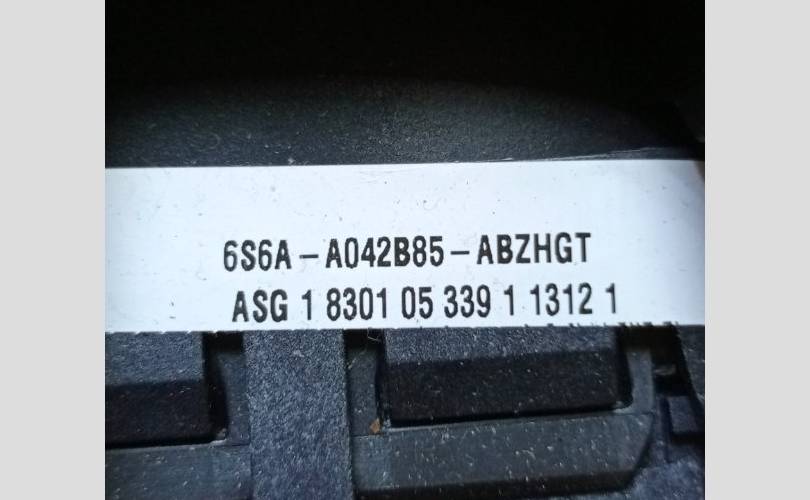 6S6A-A042B85-ABZHGT
ASG 1 8301 05 339 1 1312 1